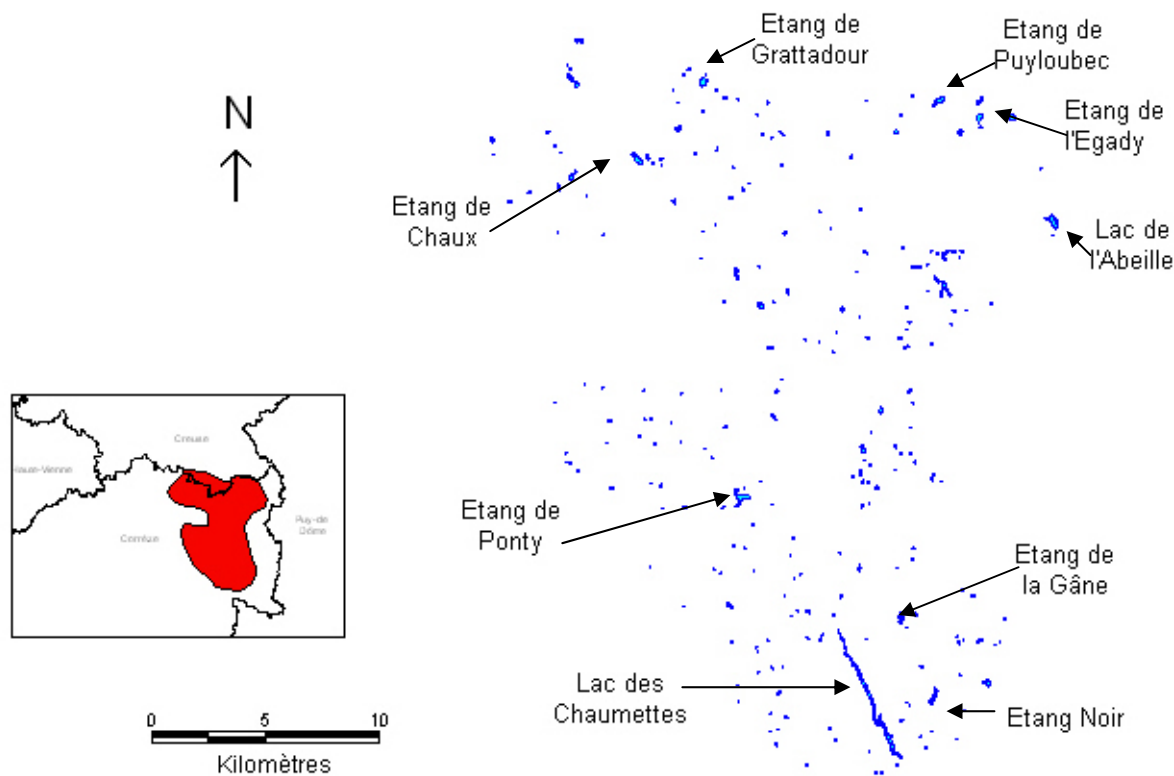 Etang de
Grattadour
Etang de
Puyloubec
N
Etang de
l'Egady
Etang de
Chaux
Lac de
l'Abeille
Creuse
Haute-Vienne
Corrèze
Puy-de
Dôme
Etang de
Ponty
Etang de
la Gâne
Lac des
Chaumettes
Etang Noir
0 5 10
Kilomètres